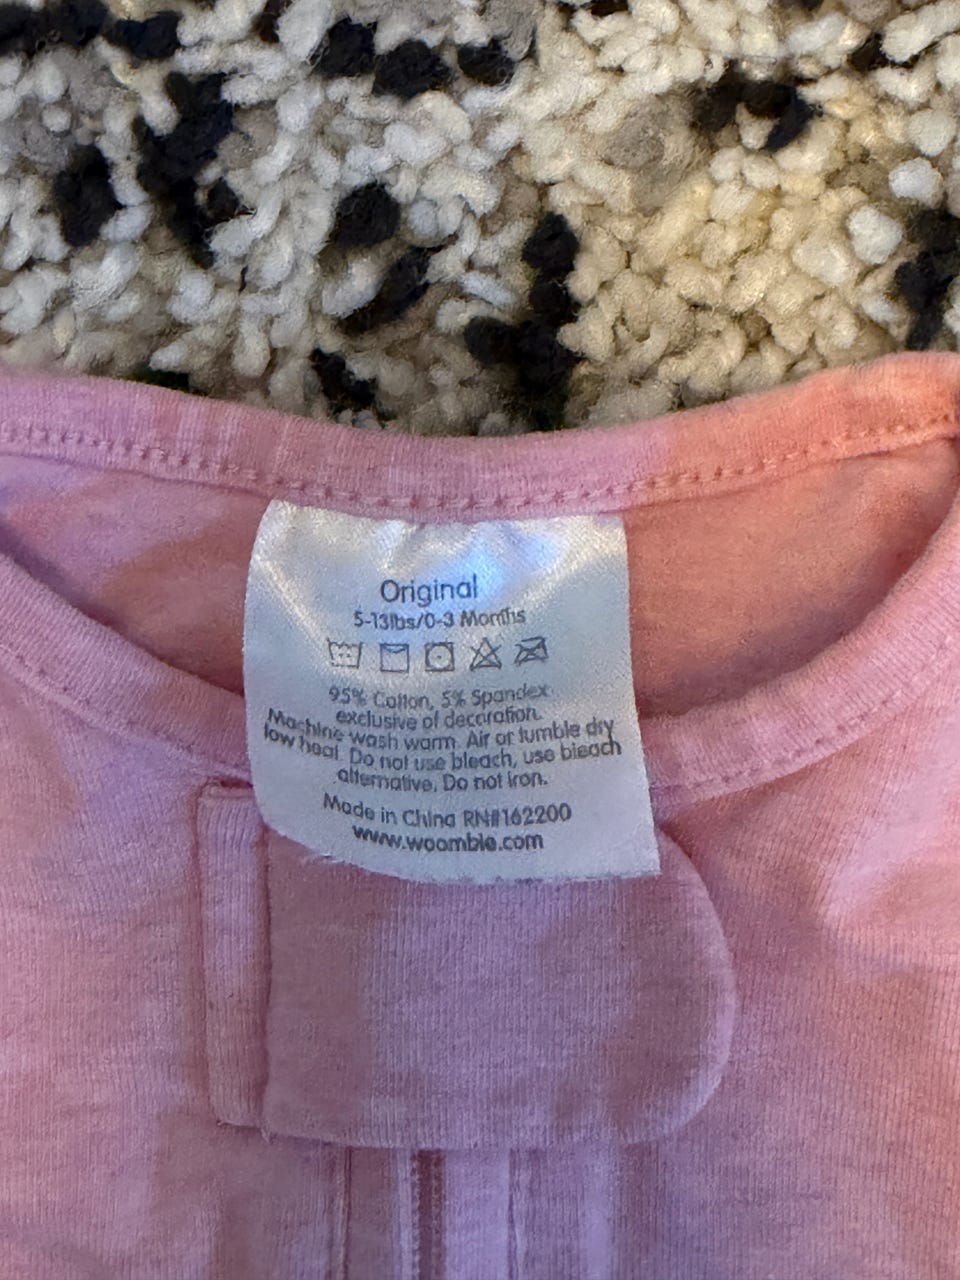 Original
5-13lbs/0-3 Months
95% Cotton, 5% Spandex
exclusive of decoration.
Machine wash warm. Air or tumble dry
low heat. Do not use bleach, use bleach
alternative. Do not iron.
Made in China RN#162200
www.woombie.com